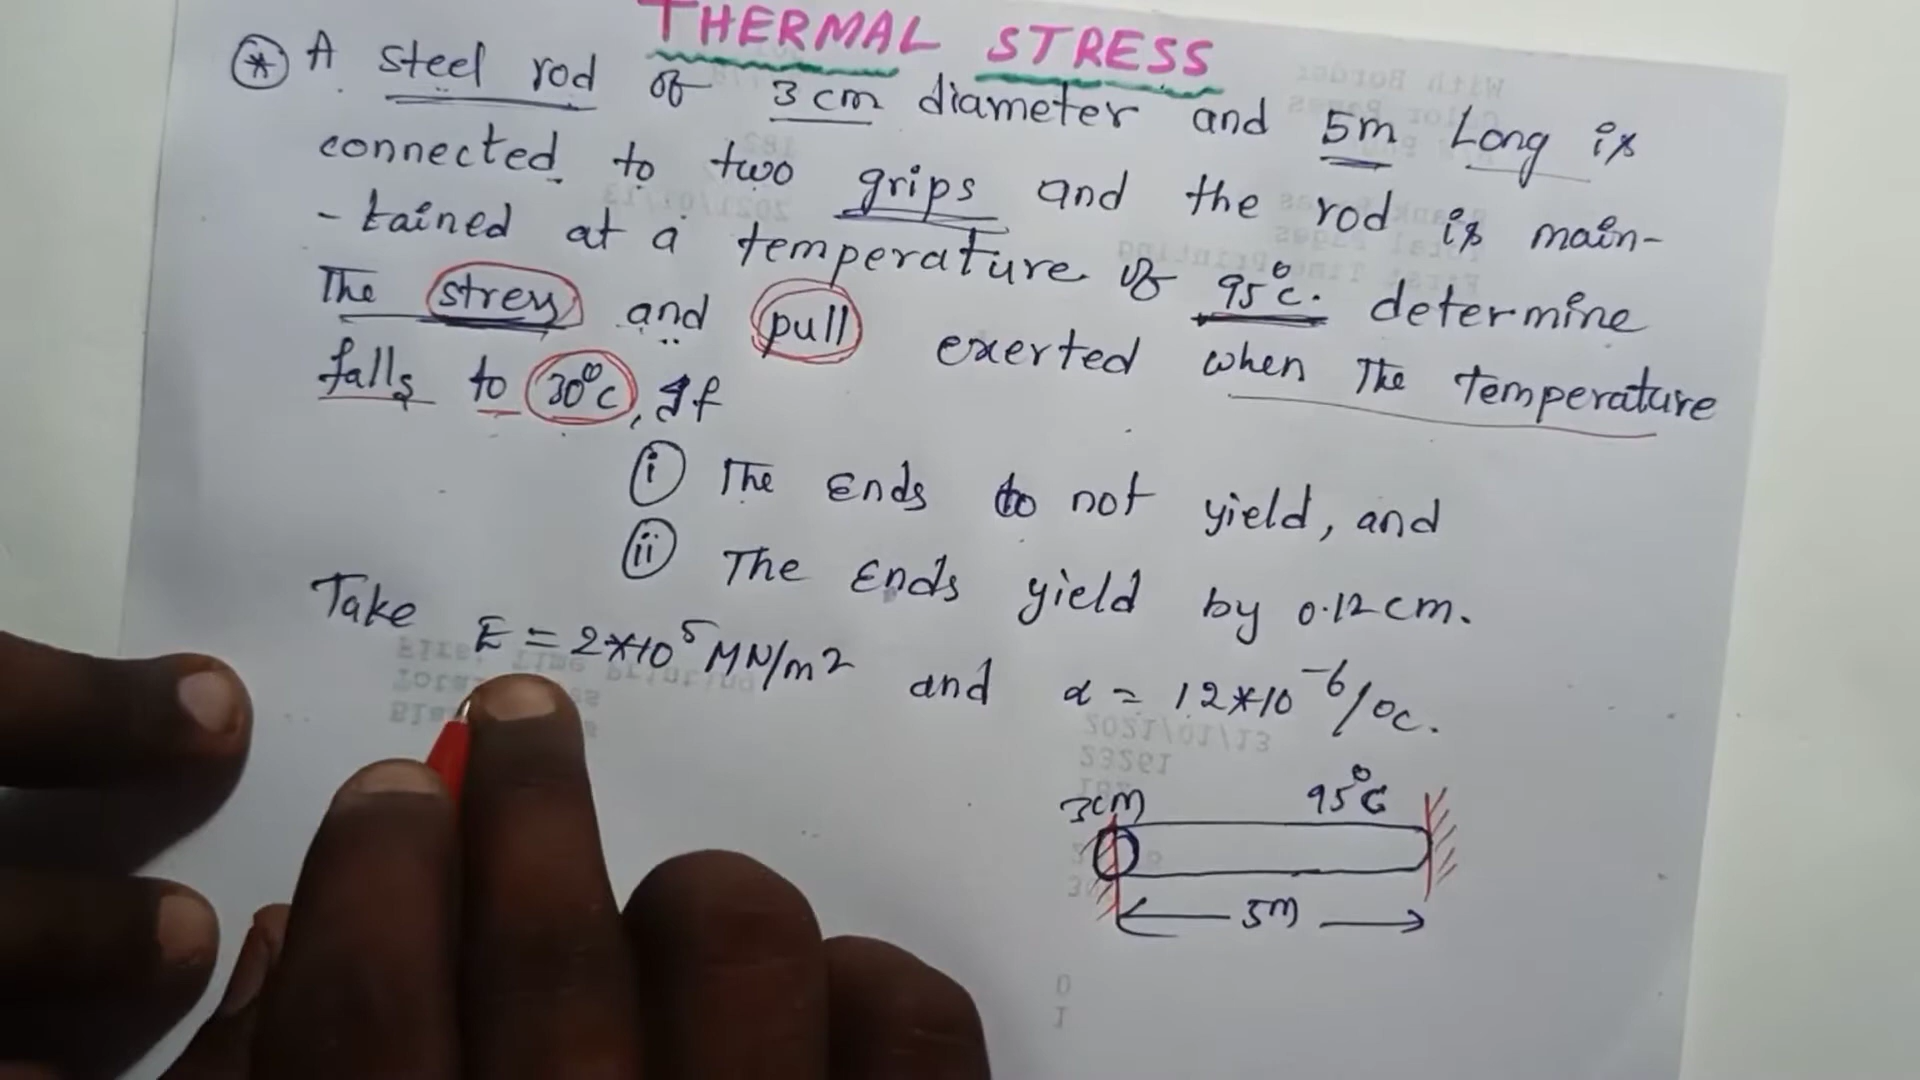 THERMAL STRESS
* A steel rod of 3 cm diameter and 5m Long is
connected to two grips and the rod is main-
-tained at a temperature of 95°C. determine
The stress and pull exerted when The temperature
falls to 30°C, If
i The Ends do not yield, and
ii The Ends yield by 0.12cm.
Take E = 2*10^5 MN/m2 and α = 12*10^-6/°C.
3cm 95°C
5m